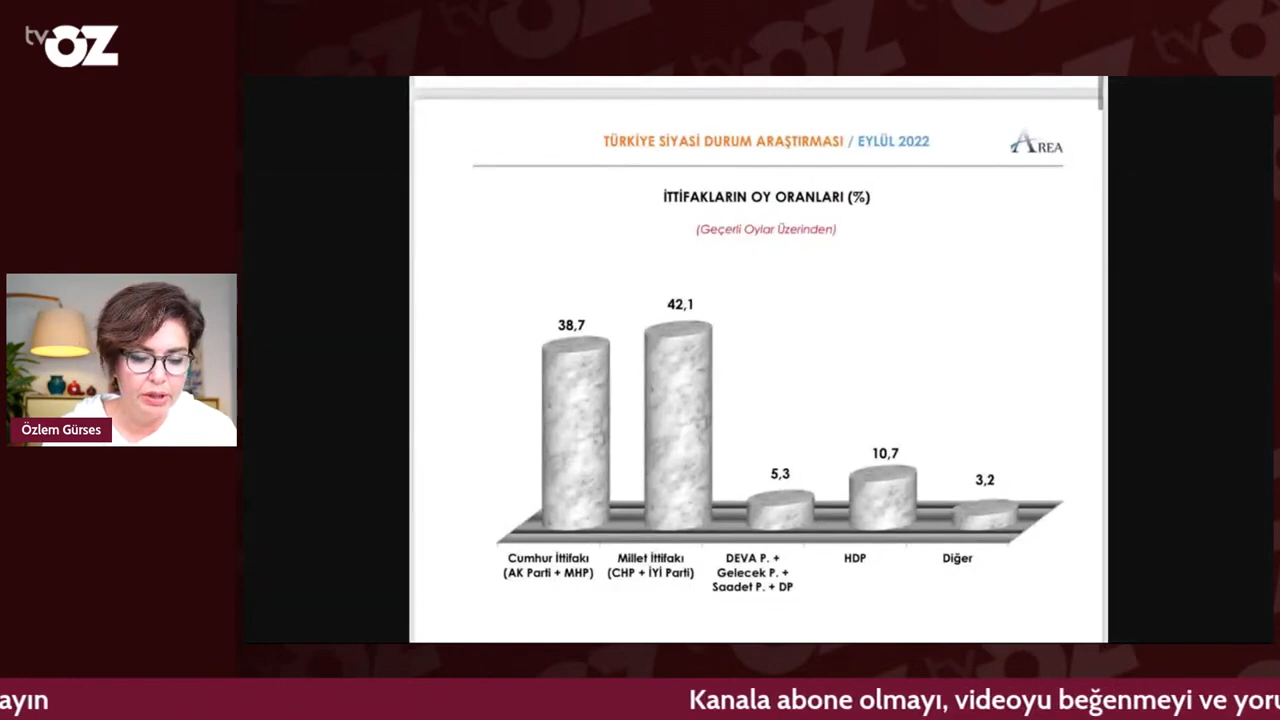 tv ÖZ
TÜRKİYE SİYASİ DURUM ARAŞTIRMASI / EYLÜL 2022
AREA
İTTİFAKLARIN OY ORANLARI (%)
(Geçerli Oylar Üzerinden)
38,7
42,1
5,3
10,7
3,2
Cumhur İttifakı
(AK Parti + MHP)
Millet İttifakı
(CHP + İYİ Parti)
DEVA P. +
Gelecek P. +
Saadet P. + DP
HDP
Diğer
Özlem Gürses
ayın
Kanala abone olmayı, videoyu beğenmeyi ve yoru